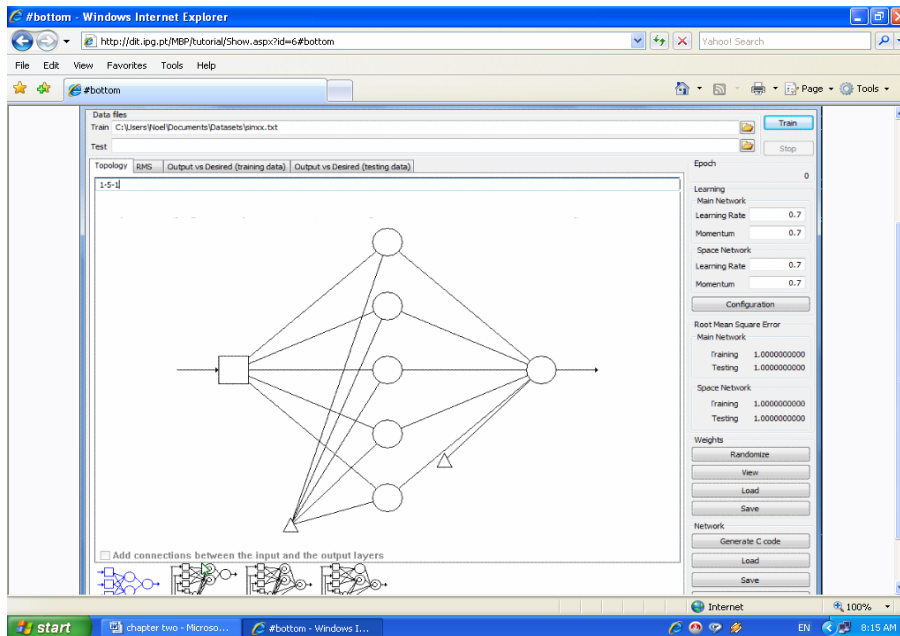 #bottom - Windows Internet Explorer
http://dit.ipg.pt/MBP/tutorial/Show.aspx?id=6#bottom
Yahoo! Search
File Edit View Favorites Tools Help
#bottom
Page Tools
Data files
Train C:\Users\Noel\Documents\Datasets\sinxx.txt
Train
Test
Stop
Topology RMS Output vs Desired (training data) Output vs Desired (testing data)
Epoch
0
1-5-1
Learning
Main Network
Learning Rate 0.7
Momentum 0.7
Space Network
Learning Rate 0.7
Momentum 0.7
Configuration
Root Mean Square Error
Main Network
Training 1.0000000000
Testing 1.0000000000
Space Network
Training 1.0000000000
Testing 1.0000000000
Weights
Randomize
View
Load
Save
Network
Generate C code
Load
Save
Add connections between the input and the output layers
Internet 100%
start chapter two - Microso... #bottom - Windows I... EN 8:15 AM